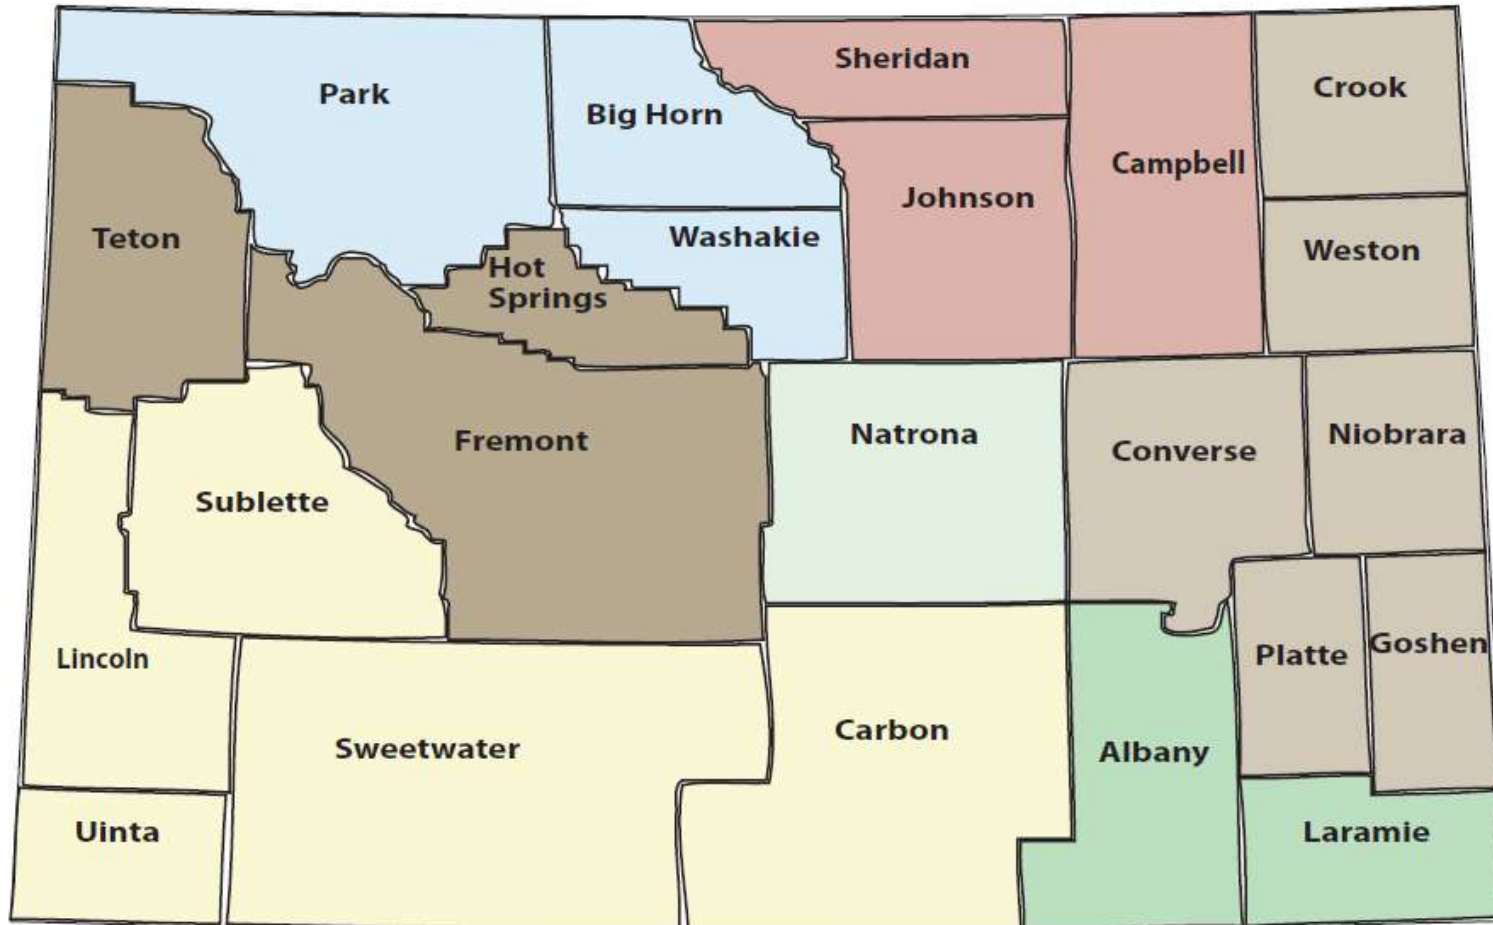 Sheridan
Crook
Park
Big Horn
Campbell
Johnson
Teton
Washakie
Weston
Hot
Springs
Fremont
Natrona
Converse
Niobrara
Sublette
Lincoln
Platte
Goshen
Sweetwater
Carbon
Albany
Uinta
Laramie